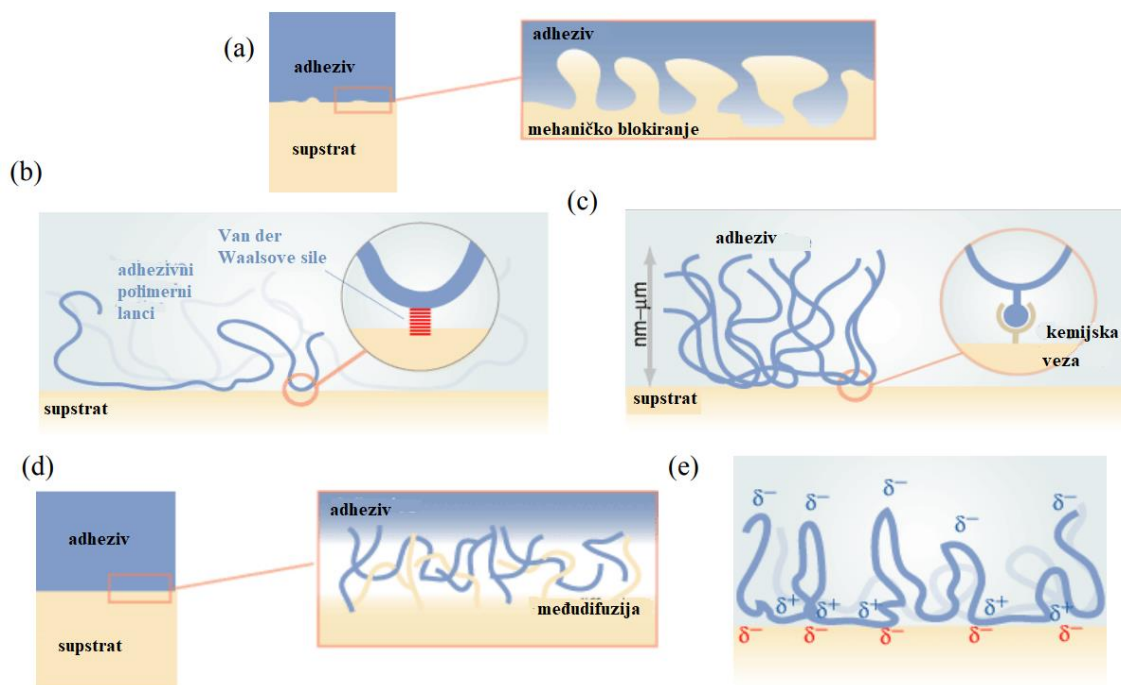 (a)
adheziv
supstrat
adheziv
mehaničko blokiranje
(b)
Van der
Waalsove sile
adhezivni
polimerni
lanci
supstrat
(c)
adheziv
nm–μm
kemijska
veza
supstrat
(d)
adheziv
supstrat
adheziv
međudifuzija
(e)
δ− δ− δ− δ− δ−
δ+ δ+ δ+ δ+ δ+
δ− δ− δ− δ− δ−